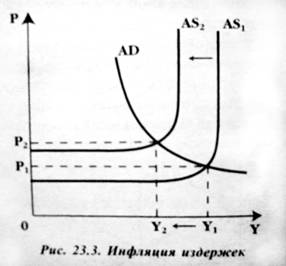 P
AS₂ AS₁
AD
P₂
P₁
0 Y₂ ← Y₁ Y
Рис. 23.3. Инфляция издержек